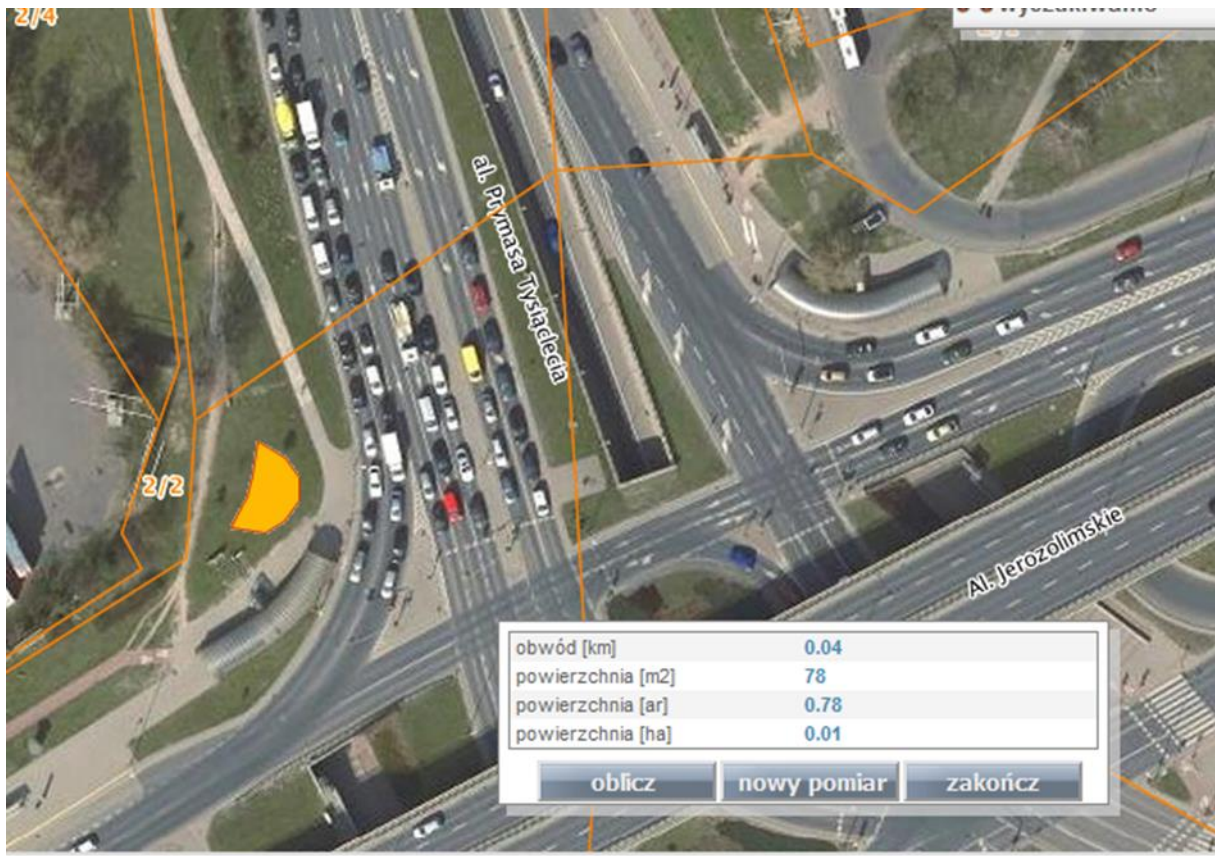 2/4
wyszukiwanie
al. Prymasa Tysiąclecia
2/2
Al. Jerozolimskie
obwód [km] 0.04
powierzchnia [m2] 78
powierzchnia [ar] 0.78
powierzchnia [ha] 0.01
oblicz nowy pomiar zakończ